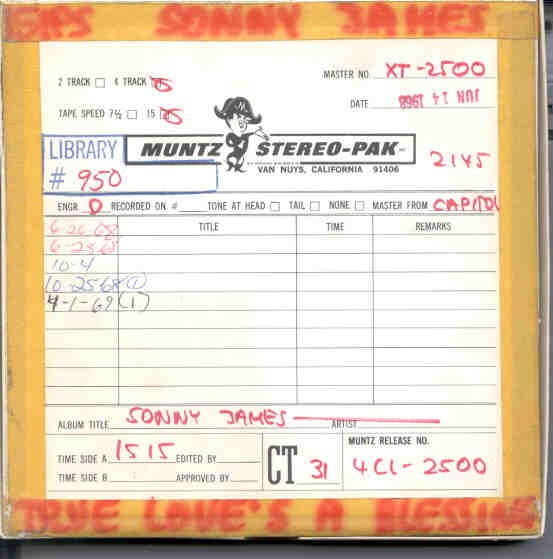 EAPS SONNY JAMES
2 TRACK 4 TRACK
MASTER NO. XT-2500
TAPE SPEED 7½ 15
DATE JUN 14 1968
LIBRARY
# 950
M
MUNTZ STEREO-PAK INC
VAN NUYS, CALIFORNIA 91406
2145
ENGR D RECORDED ON # TONE AT HEAD TAIL NONE MASTER FROM CAPITOL
TITLE TIME REMARKS
6-26-68
6-28-68
10-4
10-25-68 (1)
4-1-69 (1)
ALBUM TITLE SONNY JAMES ARTIST
TIME SIDE A 15 15 EDITED BY
TIME SIDE B APPROVED BY
CT 31
MUNTZ RELEASE NO.
4CL-2500
TRUE LOVE'S A BLESSING